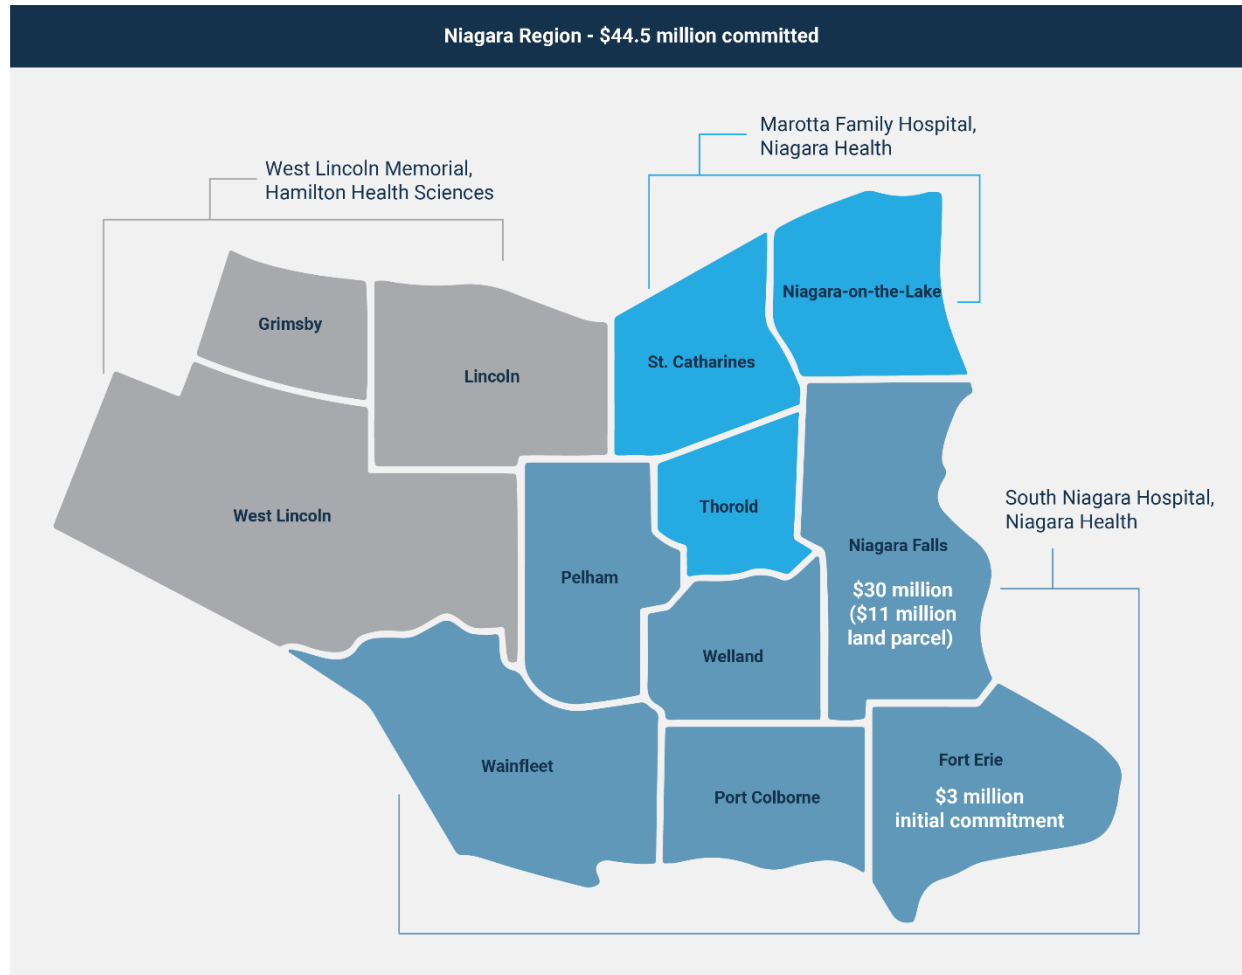 Niagara Region - $44.5 million committed
Marotta Family Hospital,
Niagara Health
West Lincoln Memorial,
Hamilton Health Sciences
Niagara-on-the-Lake
Grimsby
St. Catharines
Lincoln
South Niagara Hospital,
Niagara Health
Thorold
West Lincoln
Niagara Falls
$30 million
($11 million
land parcel)
Pelham
Welland
Wainfleet
Port Colborne
Fort Erie
$3 million
initial commitment